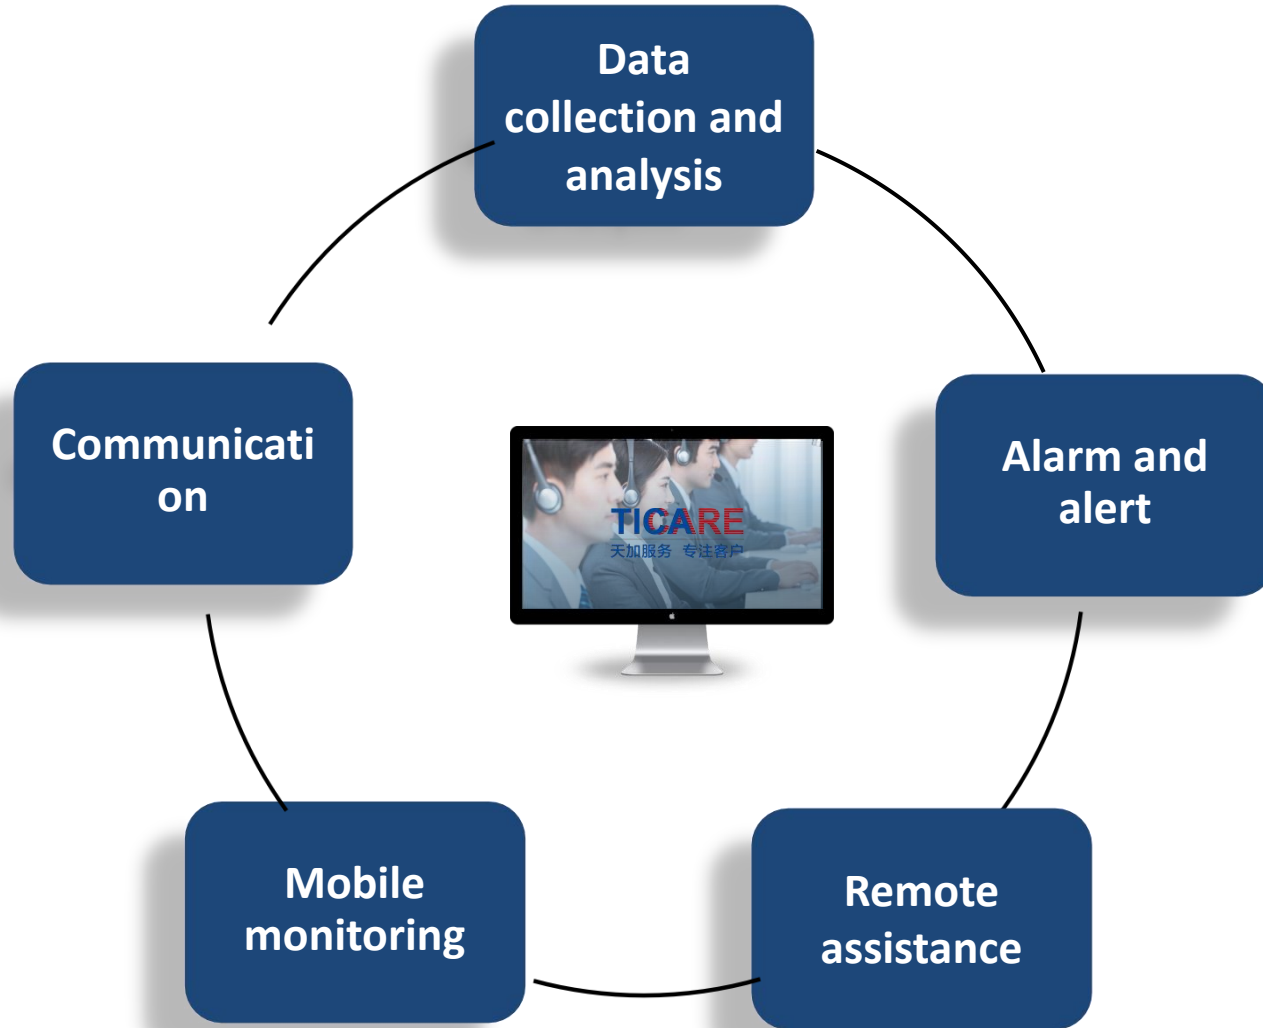 Data
collection and
analysis
Communicati
on
Alarm and
alert
TICARE
天加服务 专注客户
Mobile
monitoring
Remote
assistance